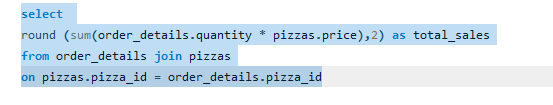 select
round (sum(order_details.quantity * pizzas.price),2) as total_sales
from order_details join pizzas
on pizzas.pizza_id = order_details.pizza_id